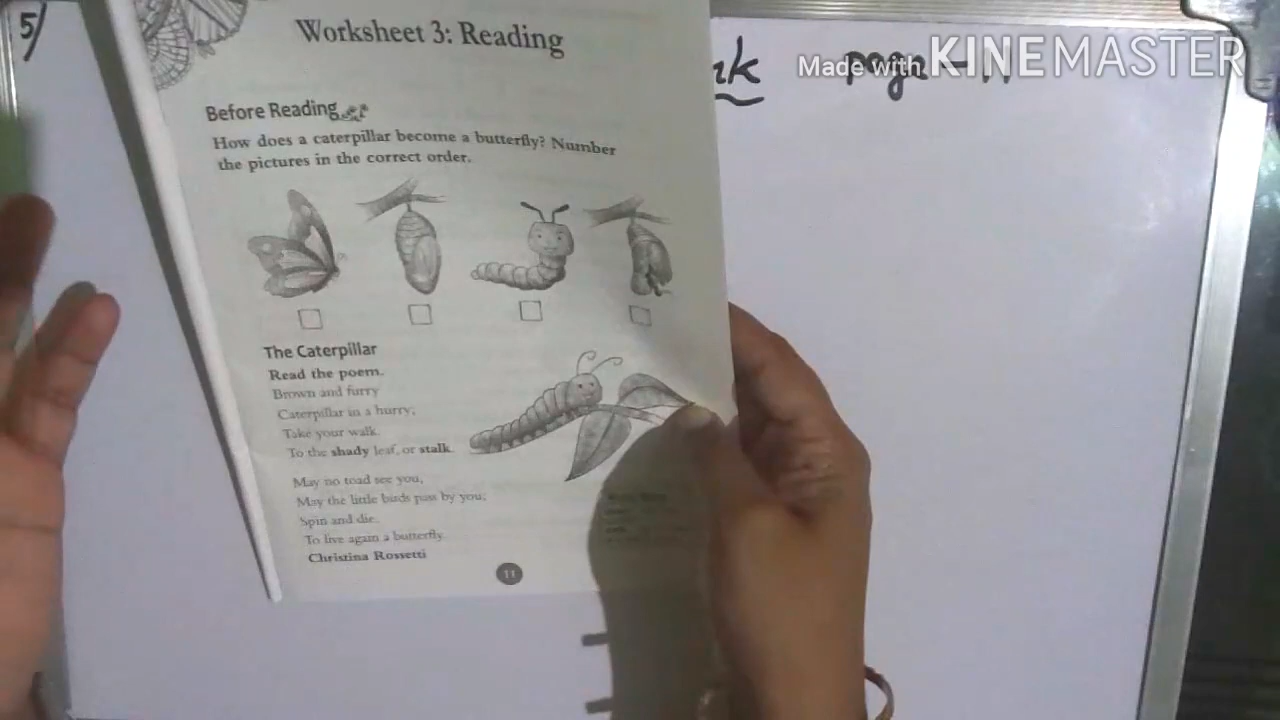 5/
Worksheet 3: Reading
page - 11
Made with KINEMASTER
Before Reading
How does a caterpillar become a butterfly? Number
the pictures in the correct order.
The Caterpillar
Read the poem.
Brown and furry
Caterpillar in a hurry;
Take your walk
To the shady leaf, or stalk.
May no toad see you,
May the little birds pass by you;
Spin and die,
To live again a butterfly.
Christina Rossetti
11